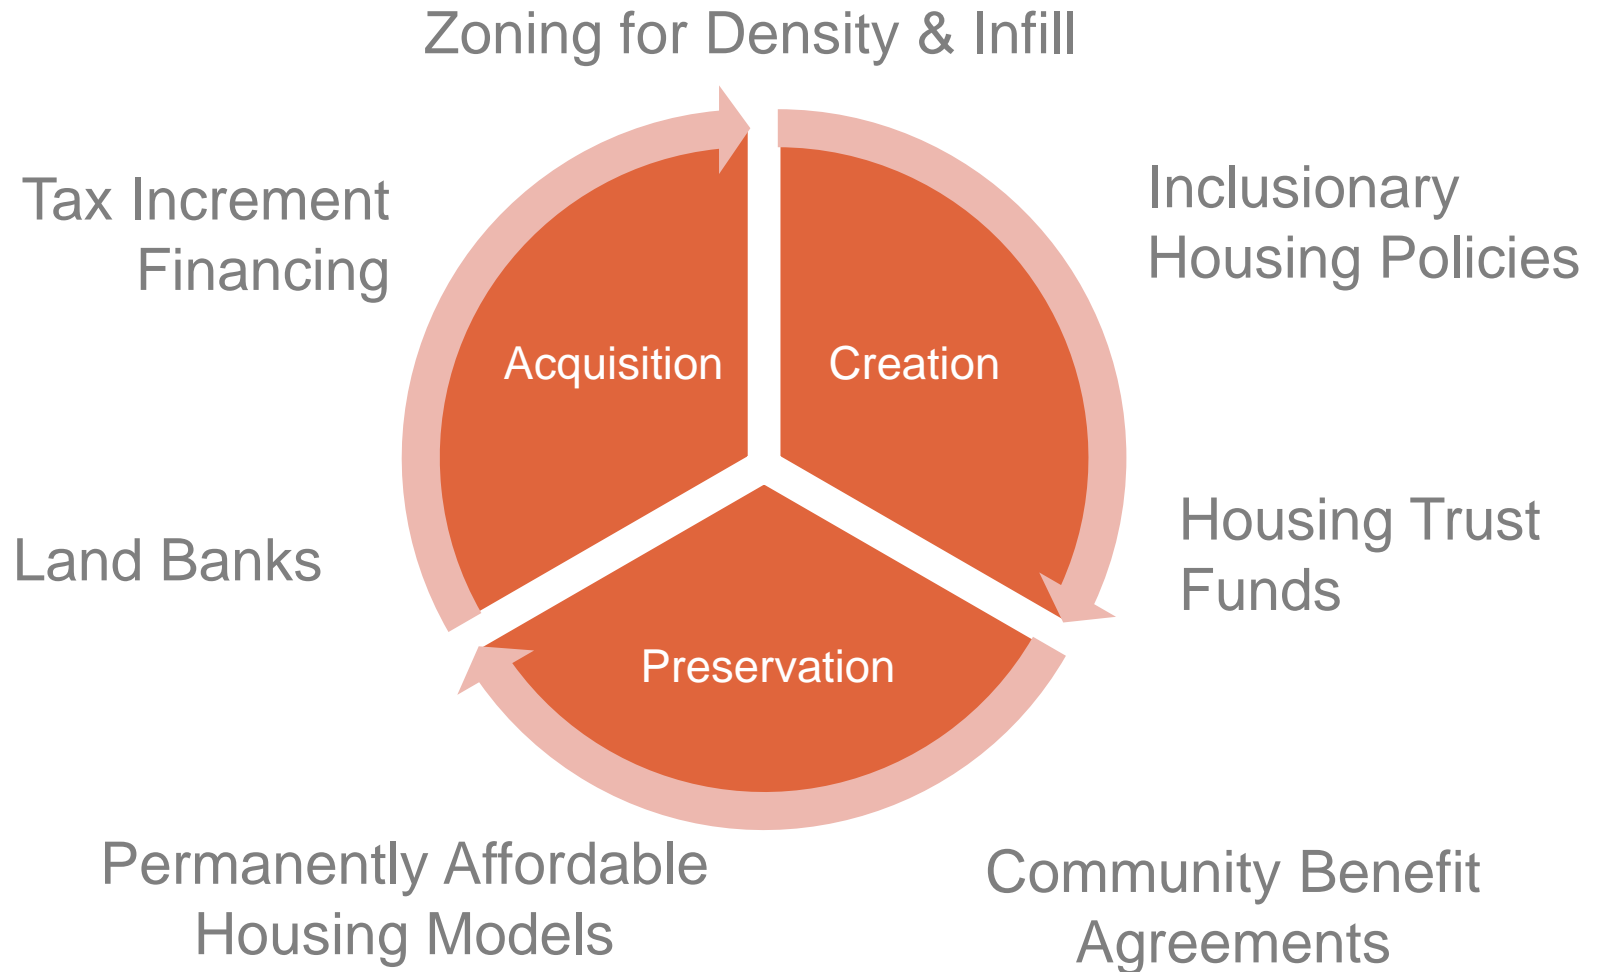 Zoning for Density & Infill
Tax Increment
Financing
Inclusionary
Housing Policies
Acquisition
Creation
Land Banks
Housing Trust
Funds
Preservation
Permanently Affordable
Housing Models
Community Benefit
Agreements